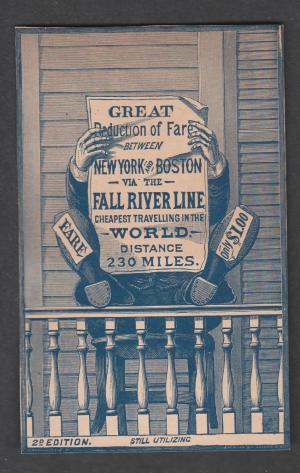 GREAT
Reduction of Fare
BETWEEN
NEW YORK AND BOSTON
VIA THE
FALL RIVER LINE
CHEAPEST TRAVELLING IN THE
WORLD.
DISTANCE
230 MILES.
FARE
Only $1.00
2D EDITION.
STILL UTILIZING